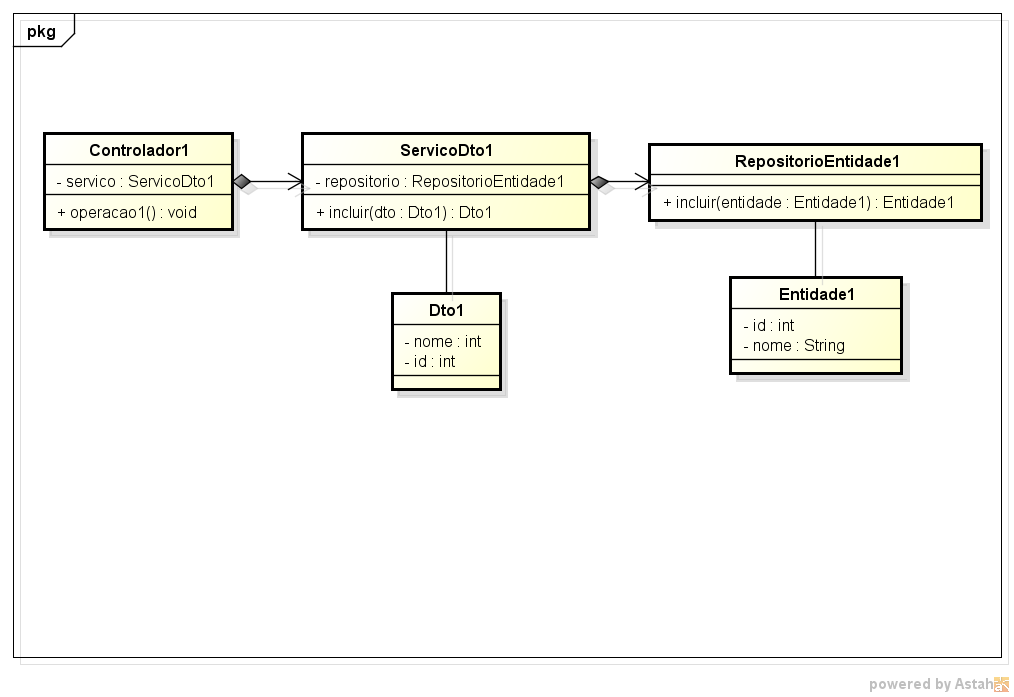 pkg
Controlador1
- servico : ServicoDto1
+ operacao1() : void
ServicoDto1
- repositorio : RepositorioEntidade1
+ incluir(dto : Dto1) : Dto1
RepositorioEntidade1
+ incluir(entidade : Entidade1) : Entidade1
Dto1
- nome : int
- id : int
Entidade1
- id : int
- nome : String
powered by Astah